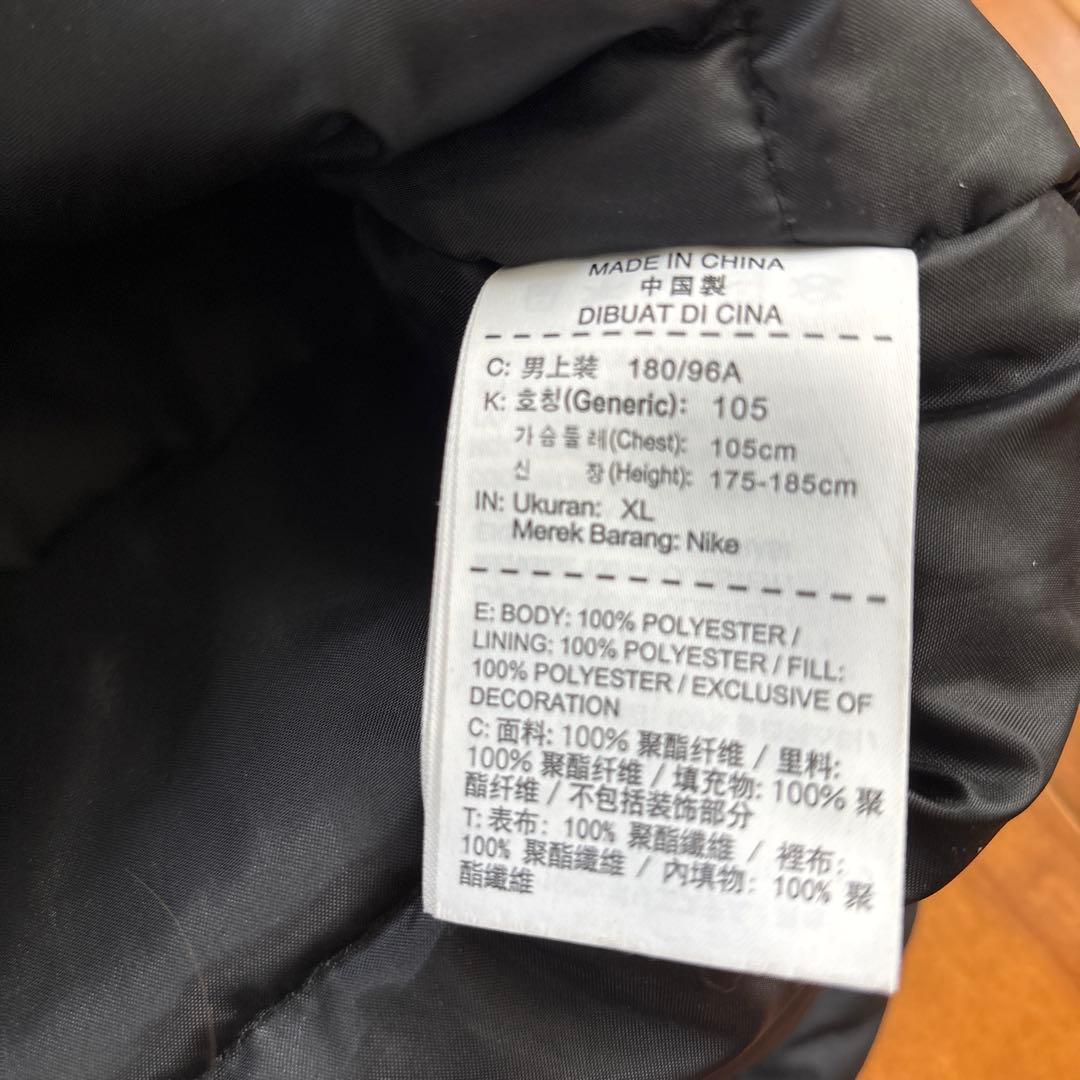 MADE IN CHINA
中国製
DIBUAT DI CINA
C: 男上装 180/96A
K: 호칭(Generic): 105
가슴둘레(Chest): 105cm
신 장(Height): 175-185cm
IN: Ukuran: XL
Merek Barang: Nike
E: BODY: 100% POLYESTER /
LINING: 100% POLYESTER / FILL:
100% POLYESTER / EXCLUSIVE OF
DECORATION
C: 面料: 100% 聚酯纤维 / 里料:
100% 聚酯纤维 / 填充物: 100% 聚
酯纤维 / 不包括装饰部分
T: 表布: 100% 聚酯纖維 / 裡布:
100% 聚酯纖維 / 內填物: 100% 聚
酯纖維